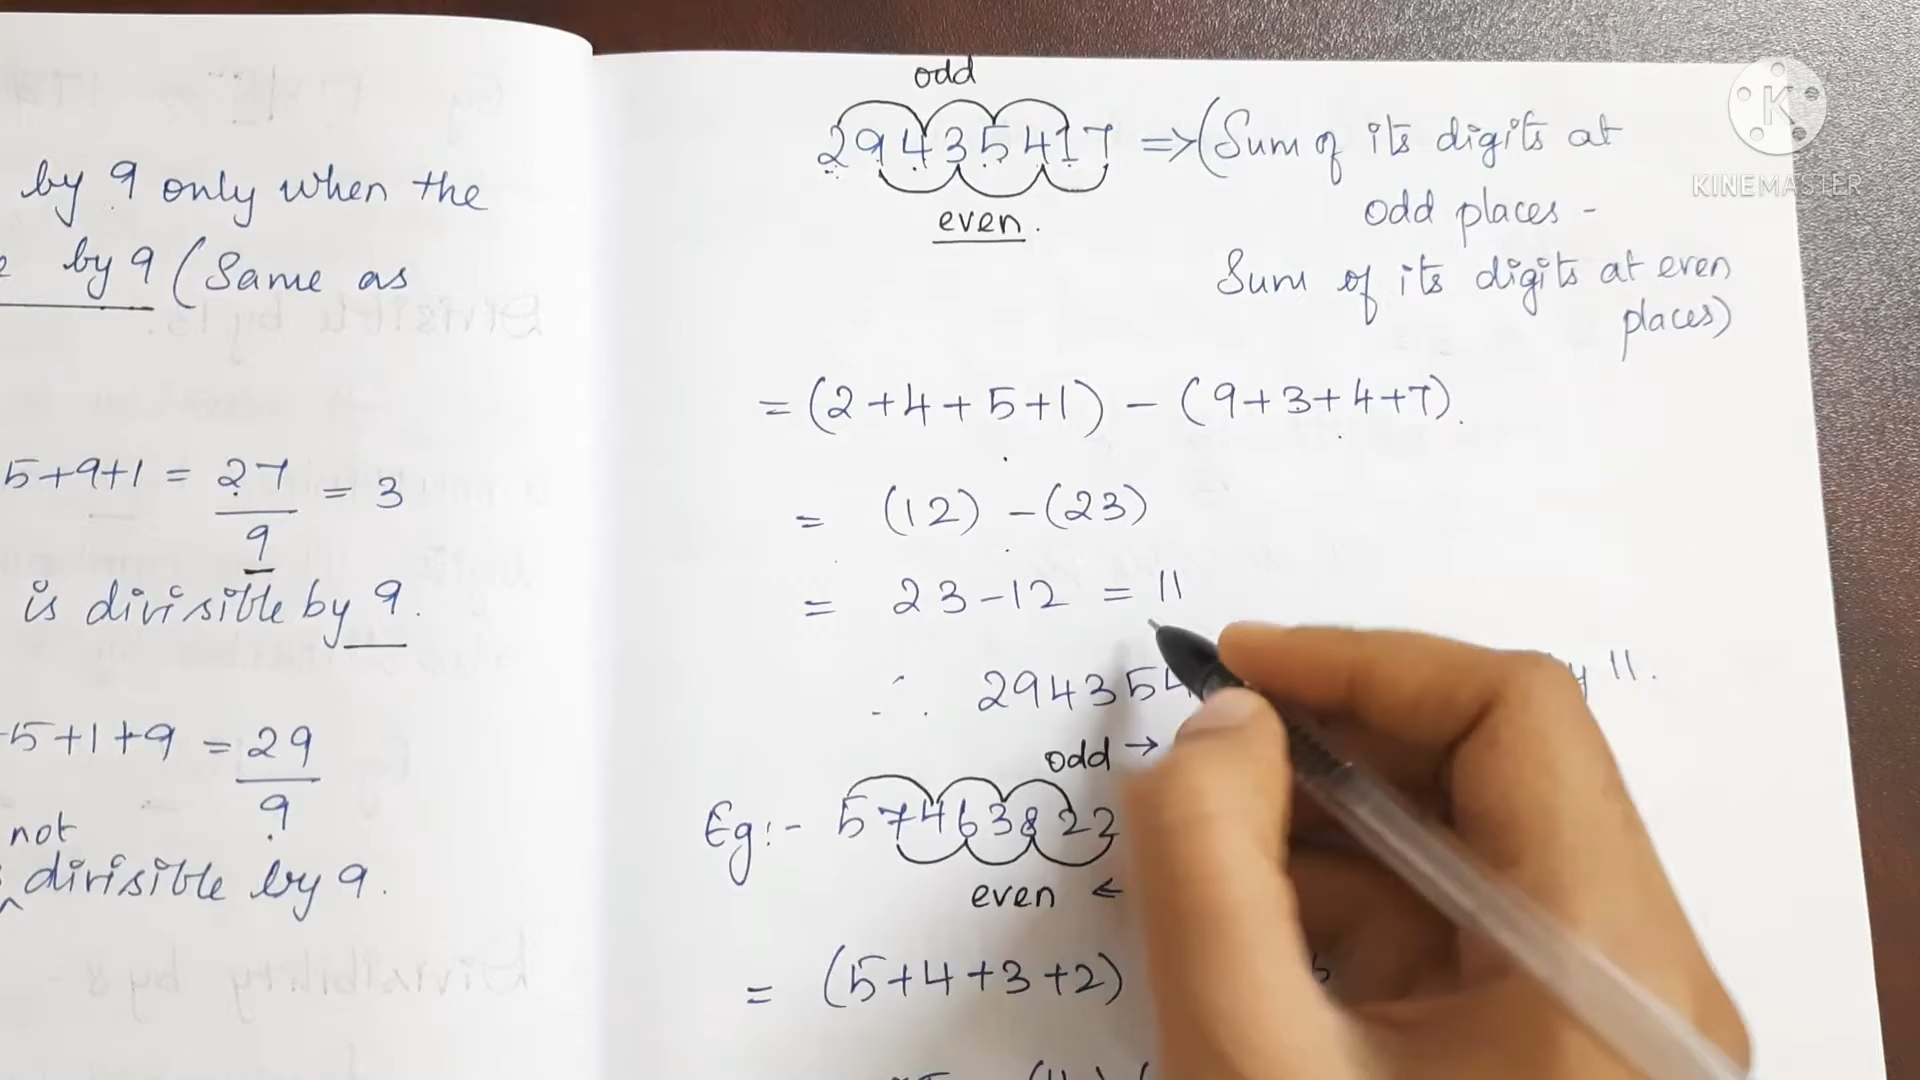 by 9 only when the
by 9 (Same as
5+9+1 = 27/9 = 3
is divisible by 9.
5+1+9 = 29/9
not
divisible by 9.
odd
29435417 => (Sum of its digits at
odd places -
even.
Sum of its digits at even
places)
= (2+4+5+1) - (9+3+4+7).
= (12) - (23)
= 23-12 = 11
∴ 294354
11.
odd →
Eg:- 57463822
even ←
= (5+4+3+2)
K
KINEMASTER